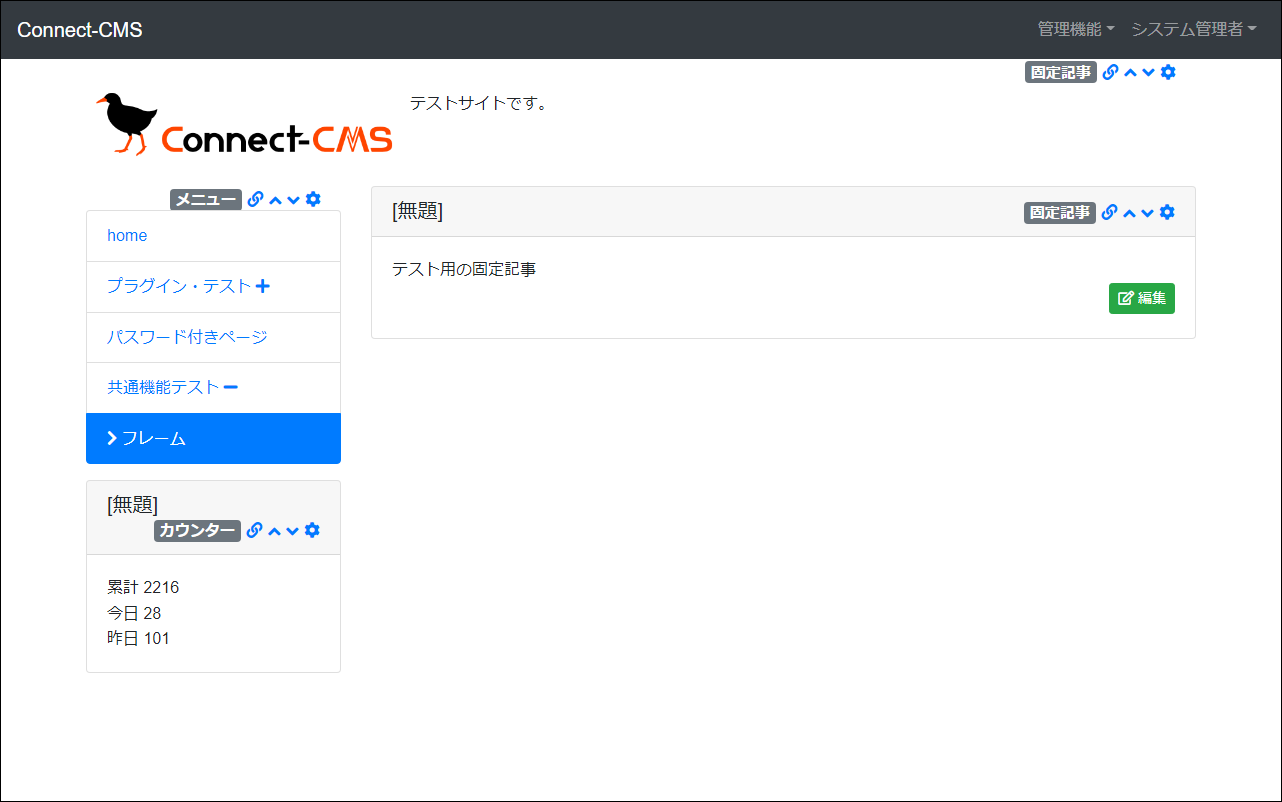 Connect-CMS
管理機能 システム管理者
固定記事
テストサイトです。
Connect-CMS
メニュー
home
プラグイン・テスト
パスワード付きページ
共通機能テスト
フレーム
[無題]
カウンター
累計 2216
今日 28
昨日 101
[無題]
固定記事
テスト用の固定記事
編集